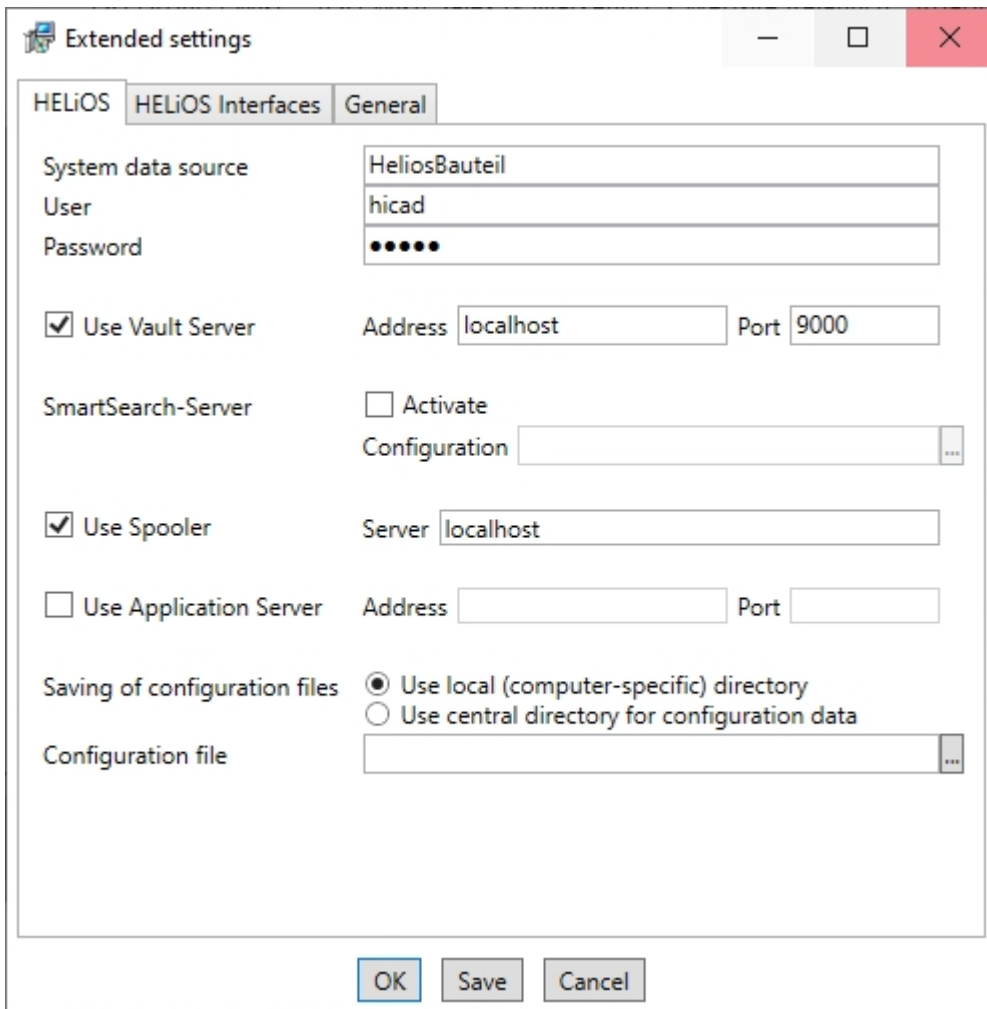 Extended settings
HELiOS HELiOS Interfaces General
System data source HeliosBauteil
User hicad
Password •••••
Use Vault Server Address localhost Port 9000
SmartSearch-Server Activate
Configuration ...
Use Spooler Server localhost
Use Application Server Address Port
Saving of configuration files Use local (computer-specific) directory
Use central directory for configuration data
Configuration file ...
OK Save Cancel